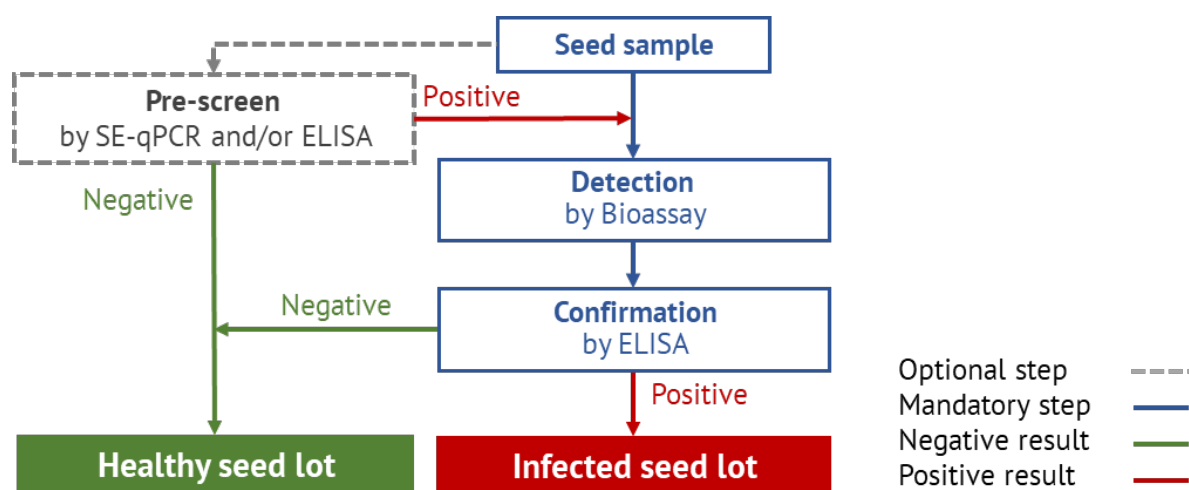 Seed sample
Pre-screen
by SE-qPCR and/or ELISA
Positive
Detection
by Bioassay
Negative
Negative
Confirmation
by ELISA
Positive
Healthy seed lot
Infected seed lot
Optional step
Mandatory step
Negative result
Positive result